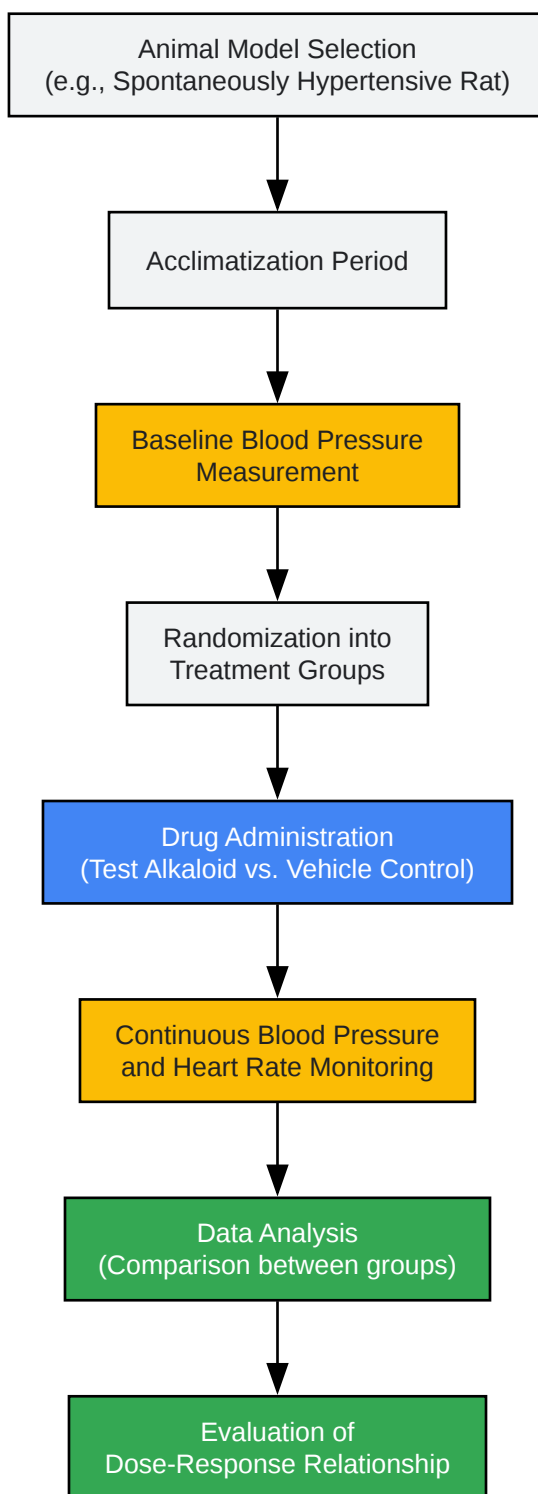 Animal Model Selection
(e.g., Spontaneously Hypertensive Rat)
Acclimatization Period
Baseline Blood Pressure
Measurement
Randomization into
Treatment Groups
Drug Administration
(Test Alkaloid vs. Vehicle Control)
Continuous Blood Pressure
and Heart Rate Monitoring
Data Analysis
(Comparison between groups)
Evaluation of
Dose-Response Relationship